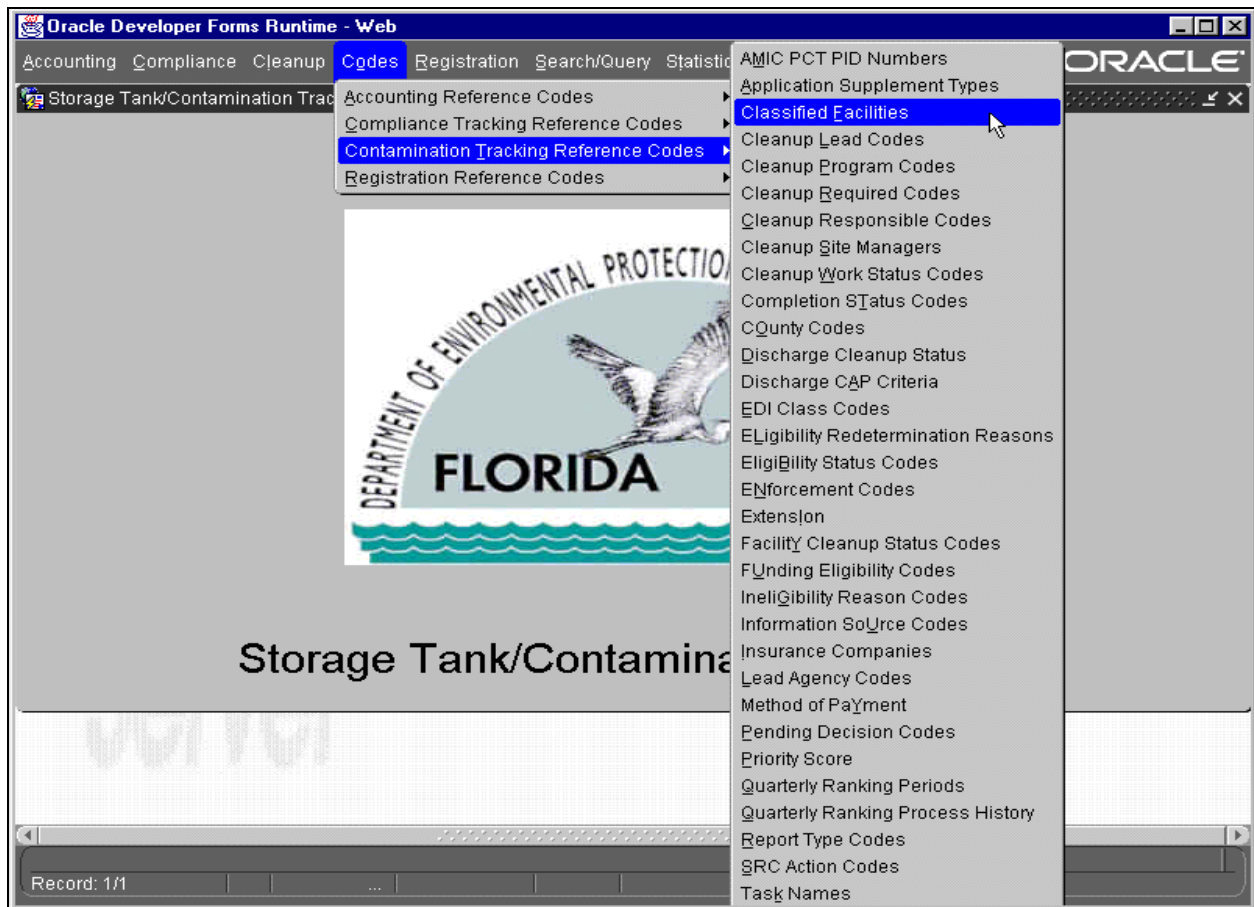 Oracle Developer Forms Runtime - Web
Accounting Compliance Cleanup Codes Registration Search/Query Statistic
ORACLE
Storage Tank/Contamination Trac
Accounting Reference Codes
Compliance Tracking Reference Codes
Contamination Tracking Reference Codes
Registration Reference Codes
AMIC PCT PID Numbers
Application Supplement Types
Classified Facilities
Cleanup Lead Codes
Cleanup Program Codes
Cleanup Required Codes
Cleanup Responsible Codes
Cleanup Site Managers
Cleanup Work Status Codes
Completion STatus Codes
COunty Codes
Discharge Cleanup Status
Discharge CAP Criteria
EDI Class Codes
ELigibility Redetermination Reasons
EligiBility Status Codes
ENforcement Codes
Extension
FacilitY Cleanup Status Codes
FUnding Eligibility Codes
IneliGibility Reason Codes
Information SoUrce Codes
Insurance Companies
Lead Agency Codes
Method of PaYment
Pending Decision Codes
Priority Score
Quarterly Ranking Periods
Quarterly Ranking Process History
Report Type Codes
SRC Action Codes
Task Names
DEPARTMENT OF ENVIRONMENTAL PROTECTIO
FLORIDA
Storage Tank/Contamina
Server
Record: 1/1
...